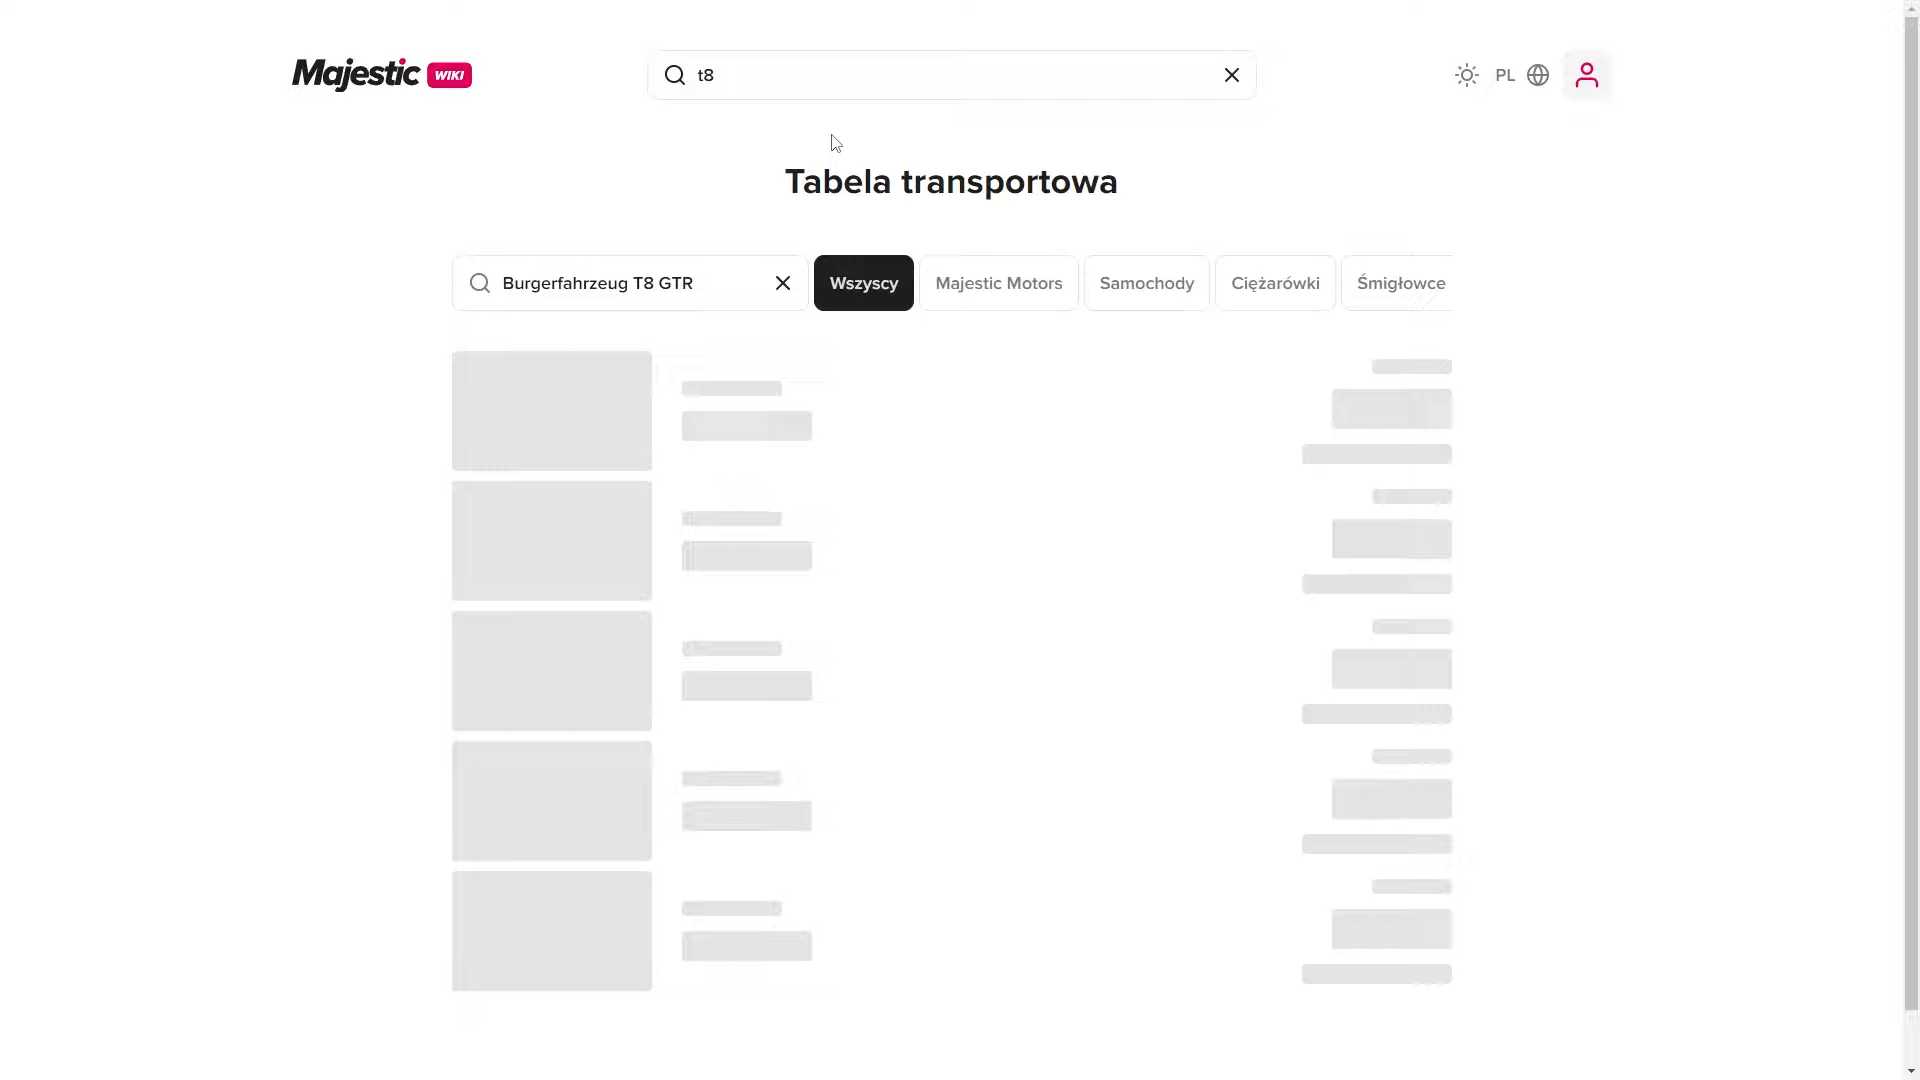 Majestic WIKI
t8
PL
Tabela transportowa
Burgerfahrzeug T8 GTR
Wszyscy
Majestic Motors
Samochody
Ciężarówki
Śmigłowce